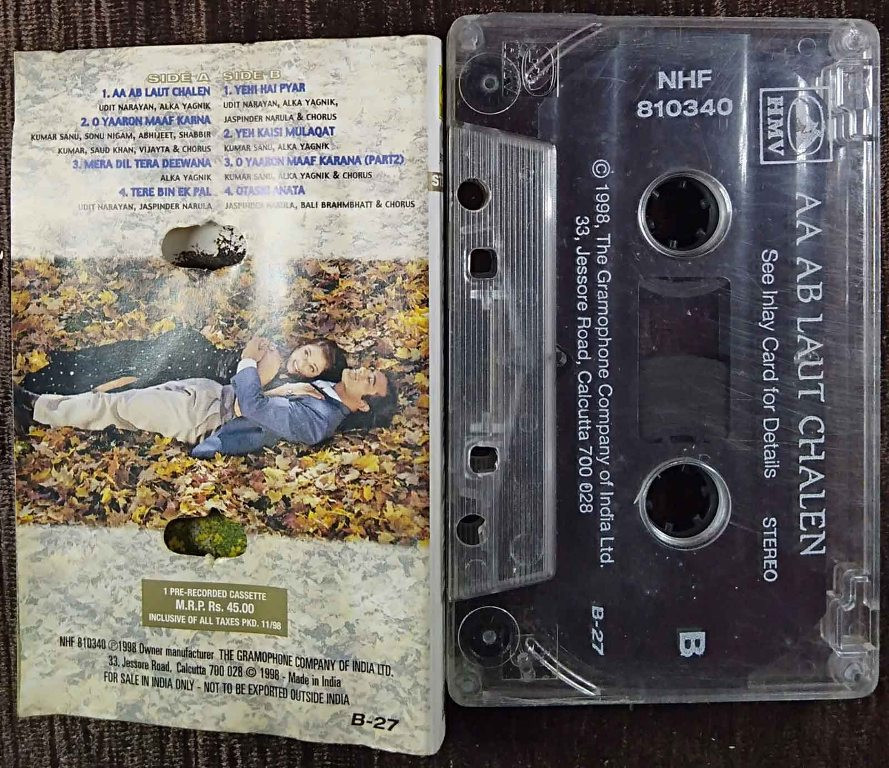 SIDE A
1. AA AB LAUT CHALEN
UDIT NARAYAN, ALKA YAGNIK
2. O YAARON MAAF KARNA
KUMAR SANU, SONU NIGAM, ABHIJEET, SHABBIR
KUMAR, SAUD KHAN, VIJAYTA & CHORUS
3. MERA DIL TERA DEEWANA
ALKA YAGNIK
4. TERE BIN EK PAL
UDIT NARAYAN, JASPINDER NARULA
SIDE B
1. YEHI HAI PYAR
UDIT NARAYAN, ALKA YAGNIK,
JASPINDER NARULA & CHORUS
2. YEH KAISI MULAQAT
KUMAR SANU, ALKA YAGNIK
3. O YAARON MAAF KARANA (PART2)
KUMAR SANU, ALKA YAGNIK & CHORUS
4. OTASHI ANATA
JASPINDER NARULA, BALI BRAHMBHATT & CHORUS
1 PRE-RECORDED CASSETTE
M.R.P. Rs. 45.00
INCLUSIVE OF ALL TAXES PKD. 11/98
NHF 810340 ℗1998 Owner manufacturer THE GRAMOPHONE COMPANY OF INDIA LTD.
33, Jessore Road, Calcutta 700 028 © 1998 - Made in India
FOR SALE IN INDIA ONLY - NOT TO BE EXPORTED OUTSIDE INDIA
B-27
NHF
810340
HMV
AA AB LAUT CHALEN
See Inlay Card for Details
STEREO
© 1998, The Gramophone Company of India Ltd.
33, Jessore Road, Calcutta 700 028
B-27
B